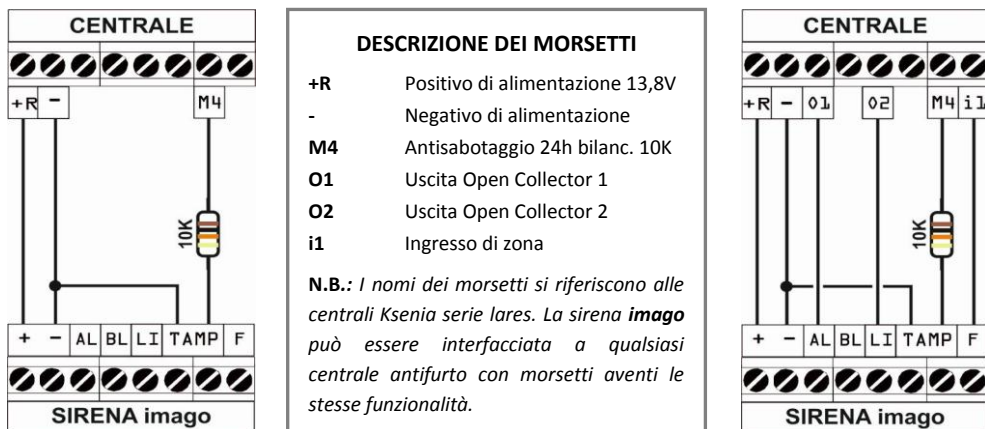 CENTRALE
+R - M4
10K
+ - AL BL LI TAMP F
SIRENA imago
DESCRIZIONE DEI MORSETTI
+R Positivo di alimentazione 13,8V
- Negativo di alimentazione
M4 Antisabotaggio 24h bilanc. 10K
O1 Uscita Open Collector 1
O2 Uscita Open Collector 2
i1 Ingresso di zona
N.B.: I nomi dei morsetti si riferiscono alle
centrali Ksenia serie lares. La sirena imago
può essere interfacciata a qualsiasi
centrale antifurto con morsetti aventi le
stesse funzionalità.
CENTRALE
+R - O1 O2 M4 i1
10K
+ - AL BL LI TAMP F
SIRENA imago